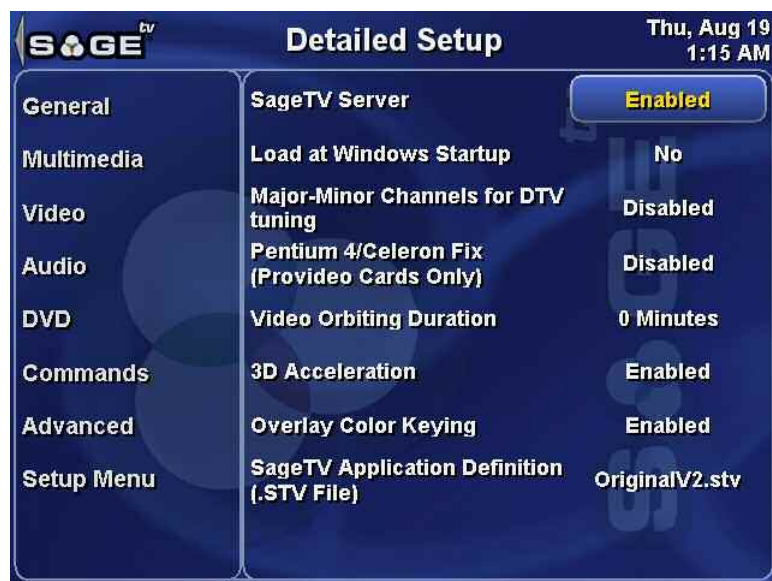 SAGE tv
Detailed Setup
Thu, Aug 19
1:15 AM
General
Multimedia
Video
Audio
DVD
Commands
Advanced
Setup Menu
SageTV Server
Enabled
Load at Windows Startup
No
Major-Minor Channels for DTV
tuning
Disabled
Pentium 4/Celeron Fix
(Provideo Cards Only)
Disabled
Video Orbiting Duration
0 Minutes
3D Acceleration
Enabled
Overlay Color Keying
Enabled
SageTV Application Definition
(.STV File)
OriginalV2.stv
SAGE tv